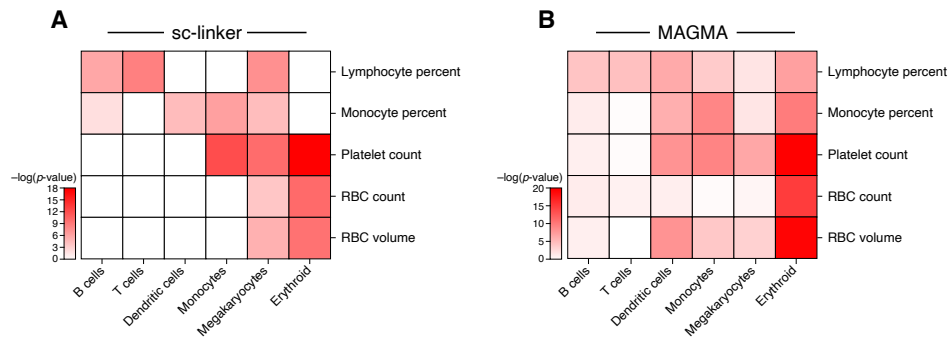 A
sc-linker
Lymphocyte percent
Monocyte percent
Platelet count
RBC count
RBC volume
–log(p-value)
18
15
12
9
6
3
0
B cells
T cells
Dendritic cells
Monocytes
Megakaryocytes
Erythroid
B
MAGMA
Lymphocyte percent
Monocyte percent
Platelet count
RBC count
RBC volume
–log(p-value)
20
15
10
5
0
B cells
T cells
Dendritic cells
Monocytes
Megakaryocytes
Erythroid